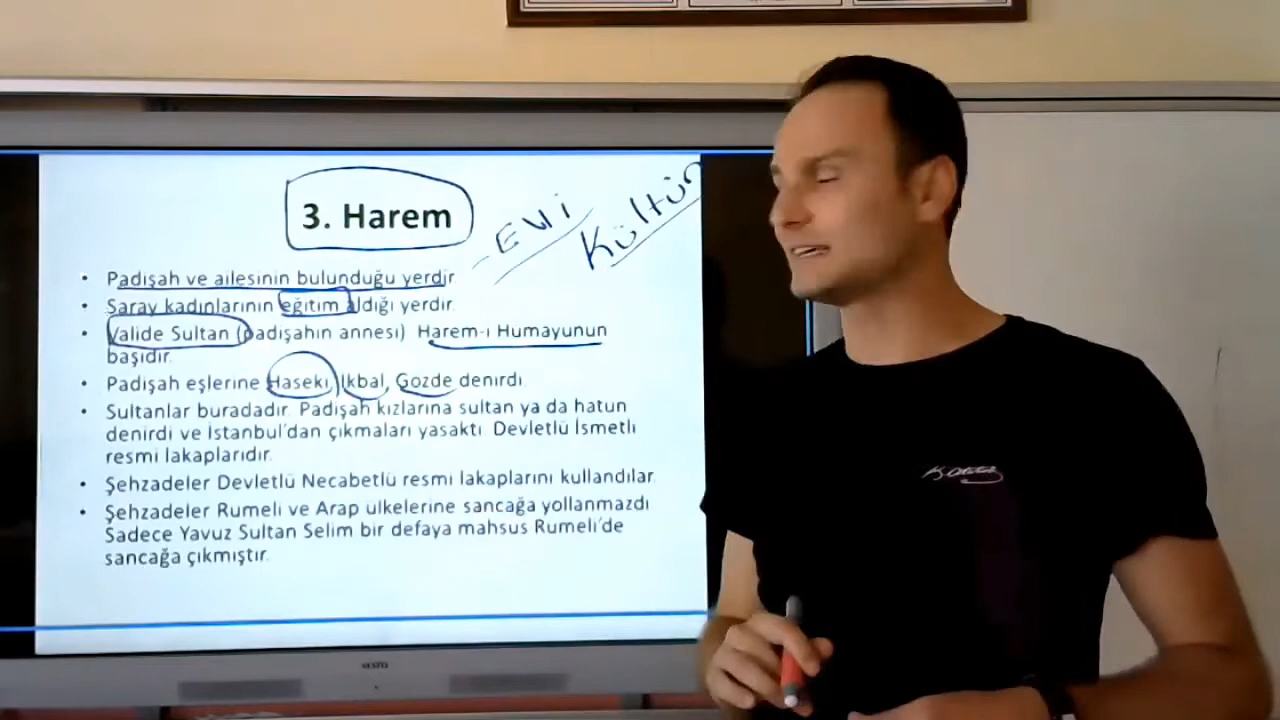 3. Harem
- Evi
Kültür
• Padişah ve ailesinin bulunduğu yerdir.
• Saray kadınlarının eğitim aldığı yerdir.
• Valide Sultan (padişahın annesi) Harem-i Humayunun
başıdır.
• Padişah eşlerine Haseki, İkbal, Gözde denirdi
• Sultanlar buradadır. Padişah kızlarına sultan ya da hatun
denirdi ve İstanbul'dan çıkmaları yasaktı. Devletlü İsmetli
resmi lakaplarıdır.
• Şehzadeler Devletlü Necabetlü resmi lakaplarını kullandılar.
• Şehzadeler Rumeli ve Arap ülkelerine sancağa yollanmazdı
Sadece Yavuz Sultan Selim bir defaya mahsus Rumeli'de
sancağa çıkmıştır.
VESTEL